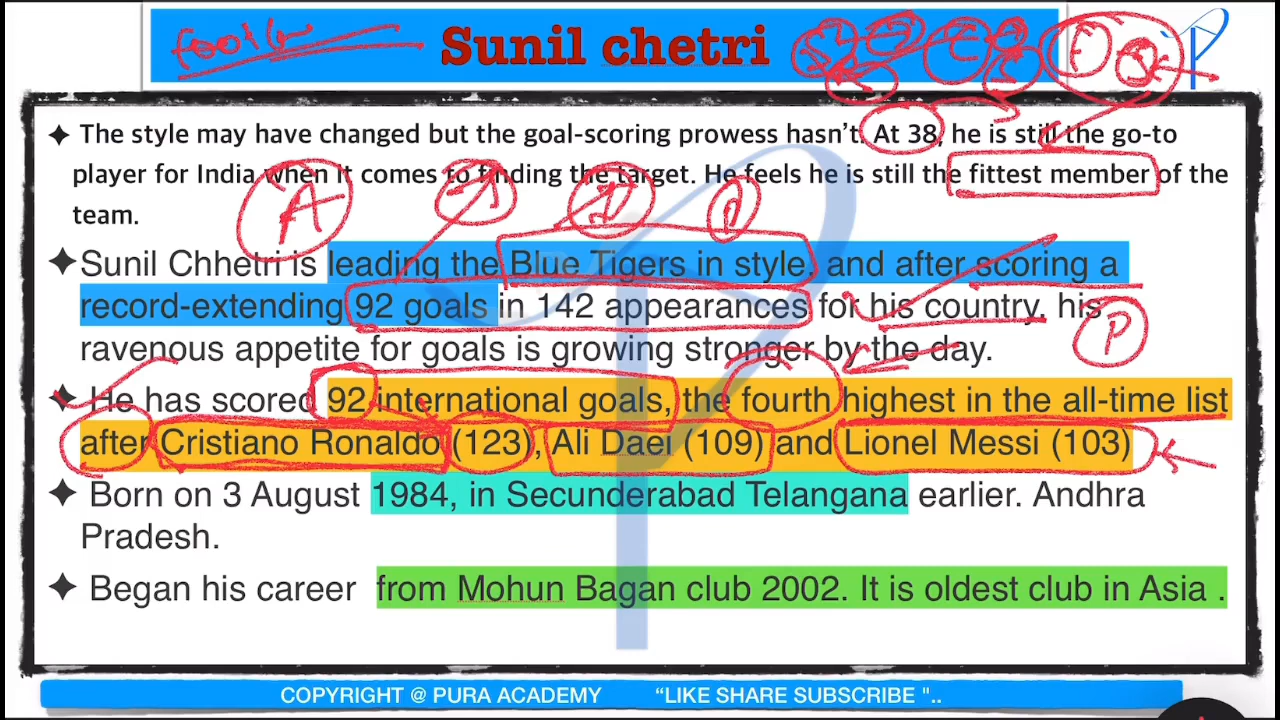 Sunil chetri
✦ The style may have changed but the goal-scoring prowess hasn't. At 38, he is still the go-to
player for India when it comes to finding the target. He feels he is still the fittest member of the
team.
✦ Sunil Chhetri is leading the Blue Tigers in style, and after scoring a
record-extending 92 goals in 142 appearances for his country, his
ravenous appetite for goals is growing stronger by the day.
✦ He has scored 92 international goals, the fourth highest in the all-time list
after Cristiano Ronaldo (123), Ali Daei (109) and Lionel Messi (103)
✦ Born on 3 August 1984, in Secunderabad Telangana earlier. Andhra
Pradesh.
✦ Began his career from Mohun Bagan club 2002. It is oldest club in Asia .
COPYRIGHT @ PURA ACADEMY “LIKE SHARE SUBSCRIBE "..